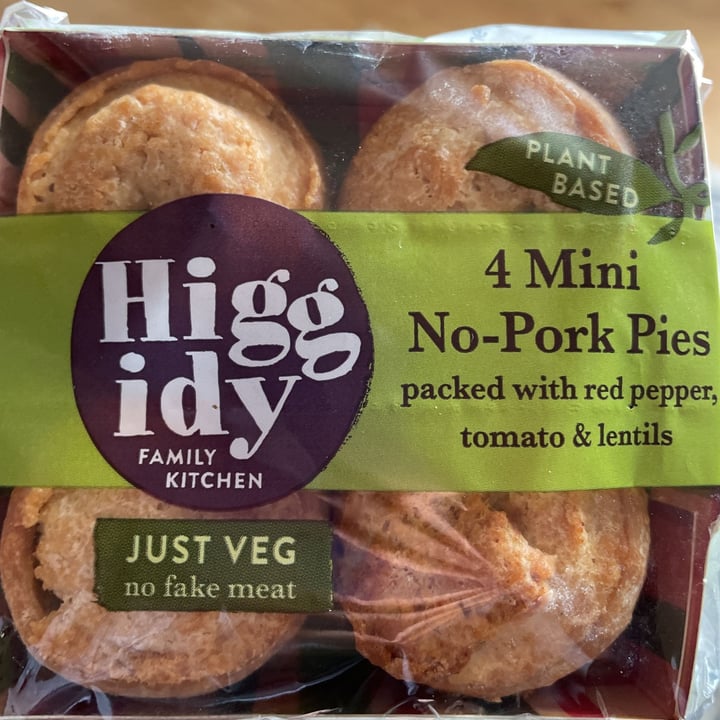 PLANT
BASED
Higg
idy
FAMILY
KITCHEN
4 Mini
No-Pork Pies
packed with red pepper,
tomato & lentils
JUST VEG
no fake meat